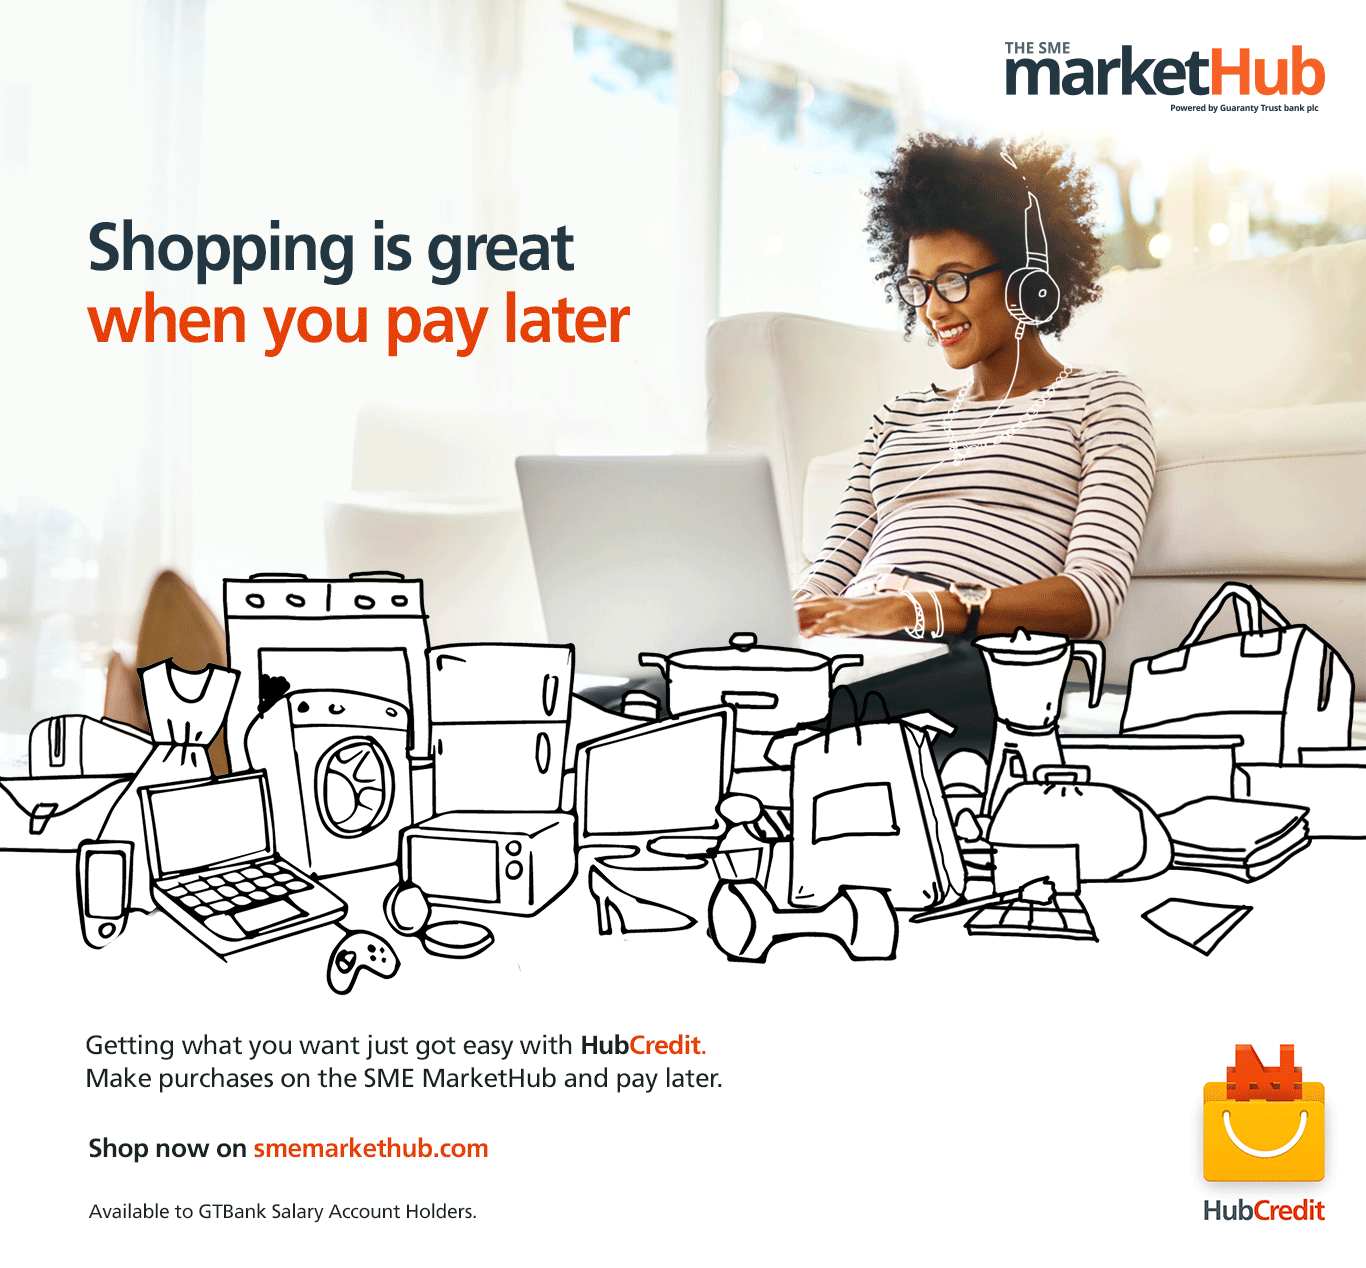 THE SME
marketHub
Powered by Guaranty Trust bank plc
Shopping is great
when you pay later
Getting what you want just got easy with HubCredit.
Make purchases on the SME MarketHub and pay later.
Shop now on smemarkethub.com
Available to GTBank Salary Account Holders.
HubCredit